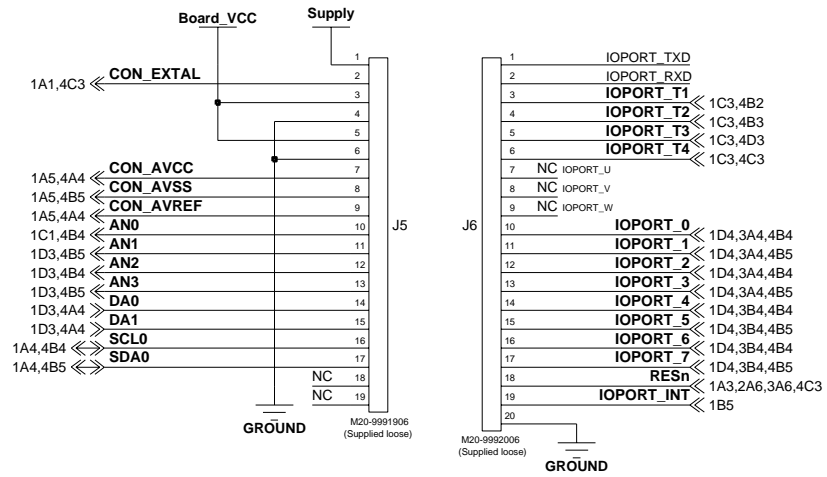 Board_VCC Supply
1
CON_EXTAL 2
1A1,4C3
3
4
5
6
CON_AVCC 7
1A5,4A4
CON_AVSS 8
1A5,4B5
CON_AVREF 9
1A5,4A4
AN0 10
1C1,4B4
J5
AN1 11
1D3,4B5
AN2 12
1D3,4B4
AN3 13
1D3,4B5
DA0 14
1D3,4A4
DA1 15
1D3,4A4
SCL0 16
1A4,4B4
SDA0 17
1A4,4B5
NC 18
NC 19
GROUND
M20-9991906
(Supplied loose)
1 IOPORT_TXD
2 IOPORT_RXD
3 IOPORT_T1
1C3,4B2
4 IOPORT_T2
1C3,4B3
5 IOPORT_T3
1C3,4D3
6 IOPORT_T4
1C3,4C3
7 NC IOPORT_U
8 NC IOPORT_V
9 NC IOPORT_W
J6
10 IOPORT_0
1D4,3A4,4B4
11 IOPORT_1
1D4,3A4,4B5
12 IOPORT_2
1D4,3A4,4B4
13 IOPORT_3
1D4,3A4,4B5
14 IOPORT_4
1D4,3B4,4B4
15 IOPORT_5
1D4,3B4,4B5
16 IOPORT_6
1D4,3B4,4B4
17 IOPORT_7
1D4,3B4,4B5
18 RESn
1A3,2A6,3A6,4C3
19 IOPORT_INT
1B5
20
M20-9992006
(Supplied loose)
GROUND